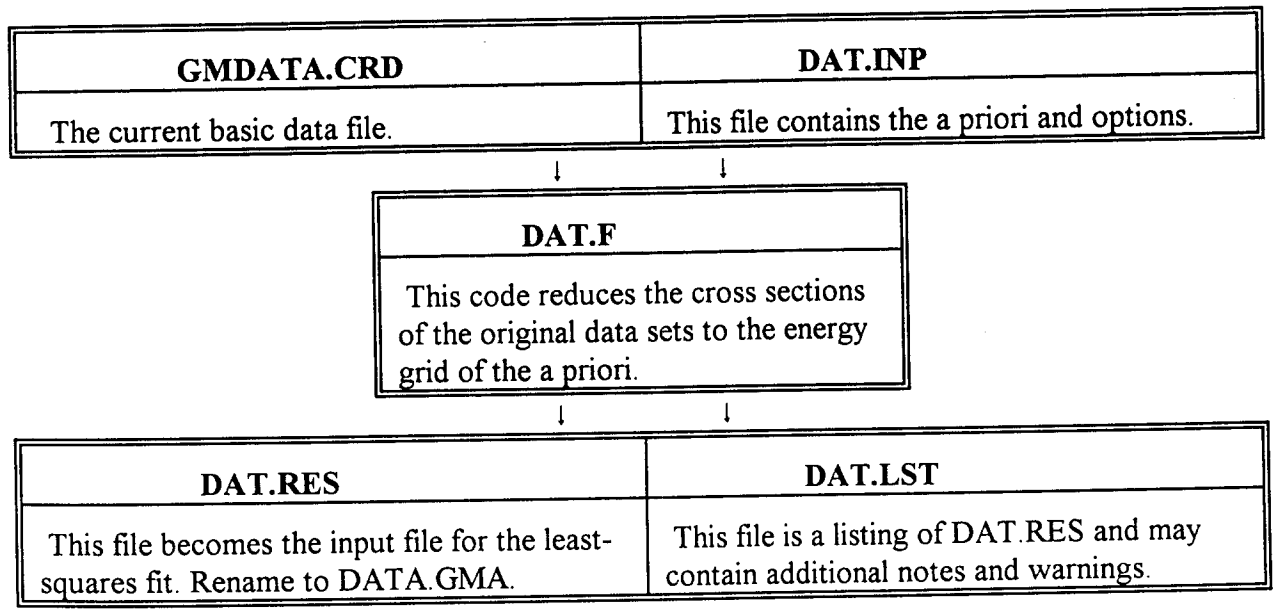 GMDATA.CRD
DAT.INP
The current basic data file.
This file contains the a priori and options.
↓ ↓
DAT.F
This code reduces the cross sections
of the original data sets to the energy
grid of the a priori.
↓ ↓
DAT.RES
DAT.LST
This file becomes the input file for the least-
squares fit. Rename to DATA.GMA.
This file is a listing of DAT.RES and may
contain additional notes and warnings.